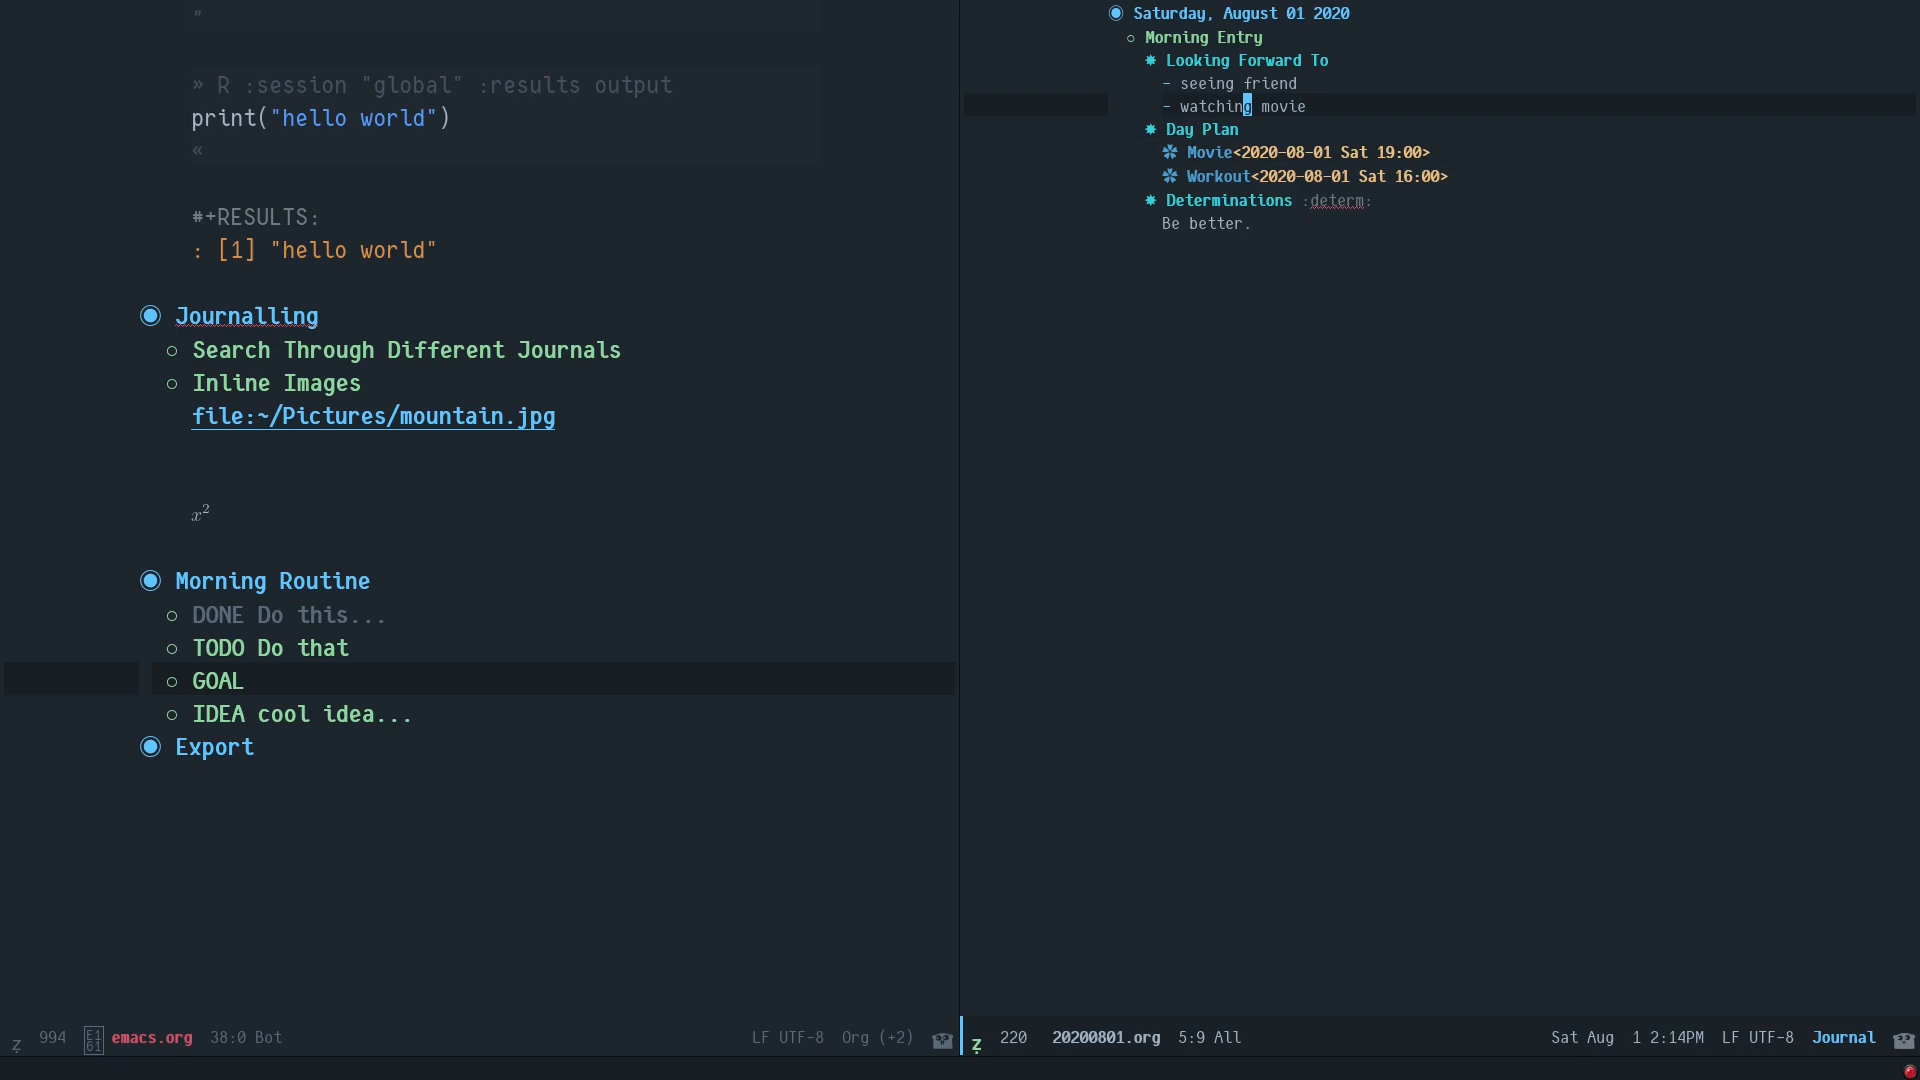 "
» R :session "global" :results output
print("hello world")
«
#+RESULTS:
: [1] "hello world"
Journalling
Search Through Different Journals
Inline Images
file:~/Pictures/mountain.jpg
x²
Morning Routine
DONE Do this...
TODO Do that
GOAL
IDEA cool idea...
Export
994 E1 61 emacs.org 38:0 Bot LF UTF-8 Org (+2)
Saturday, August 01 2020
Morning Entry
Looking Forward To
- seeing friend
- watching movie
Day Plan
Movie<2020-08-01 Sat 19:00>
Workout<2020-08-01 Sat 16:00>
Determinations :determ:
Be better.
220 20200801.org 5:9 All Sat Aug 1 2:14PM LF UTF-8 Journal